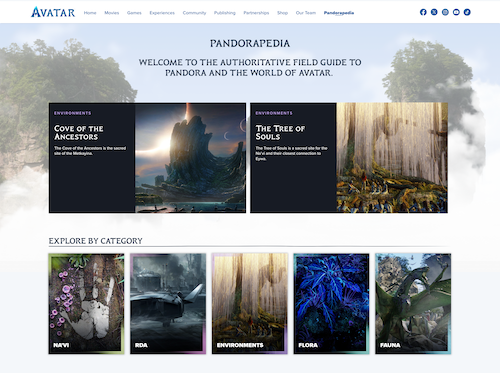 AVATAR
Home Movies Games Experiences Community Publishing Partnerships Shop Our Team Pandorapedia
PANDORAPEDIA
WELCOME TO THE AUTHORITATIVE FIELD GUIDE TO
PANDORA AND THE WORLD OF AVATAR.
ENVIRONMENTS
COVE OF THE
ANCESTORS
The Cove of the Ancestors is the sacred
site of the Metkayina.
ENVIRONMENTS
THE TREE OF
SOULS
The Tree of Souls is a sacred site for the
Na'vi and their closest connection to
Eywa.
EXPLORE BY CATEGORY
NA'VI
RDA
ENVIRONMENTS
FLORA
FAUNA